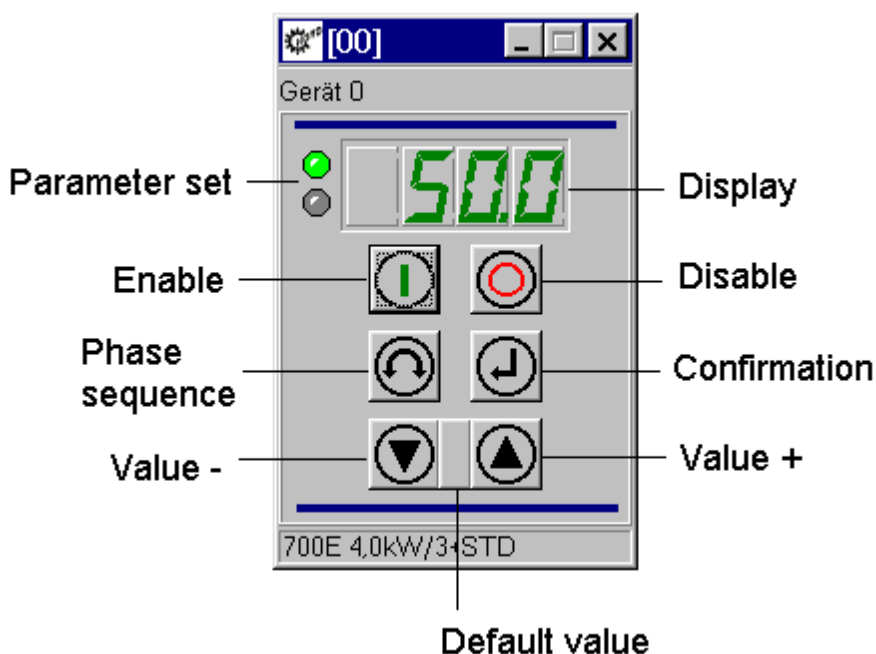 [00]
Gerät 0
Parameter set
50.0
Display
Enable
Disable
Phase
sequence
Confirmation
Value -
Value +
700E 4,0kW/3+STD
Default value